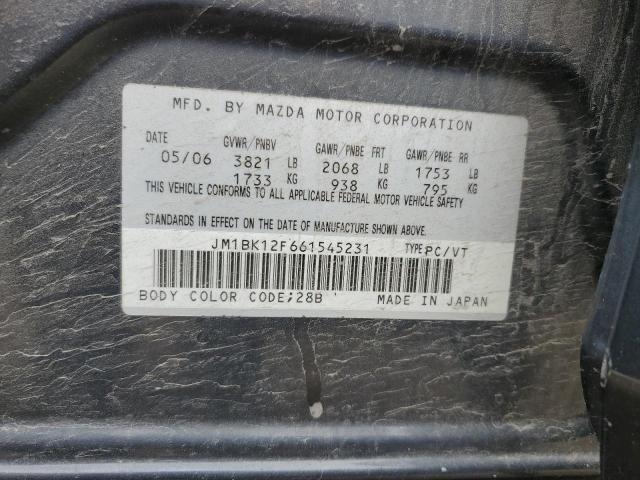 MFD. BY MAZDA MOTOR CORPORATION
DATE GVWR/PNBV GAWR/PNBE FRT GAWR/PNBE RR
05/06 3821 LB 2068 LB 1753 LB
1733 KG 938 KG 795 KG
THIS VEHICLE CONFORMS TO ALL APPLICABLE FEDERAL MOTOR VEHICLE SAFETY
STANDARDS IN EFFECT ON THE DATE OF MANUFACTURE SHOWN ABOVE.
JM1BK12F661545231 TYPE PC/VT
BODY COLOR CODE;28B MADE IN JAPAN